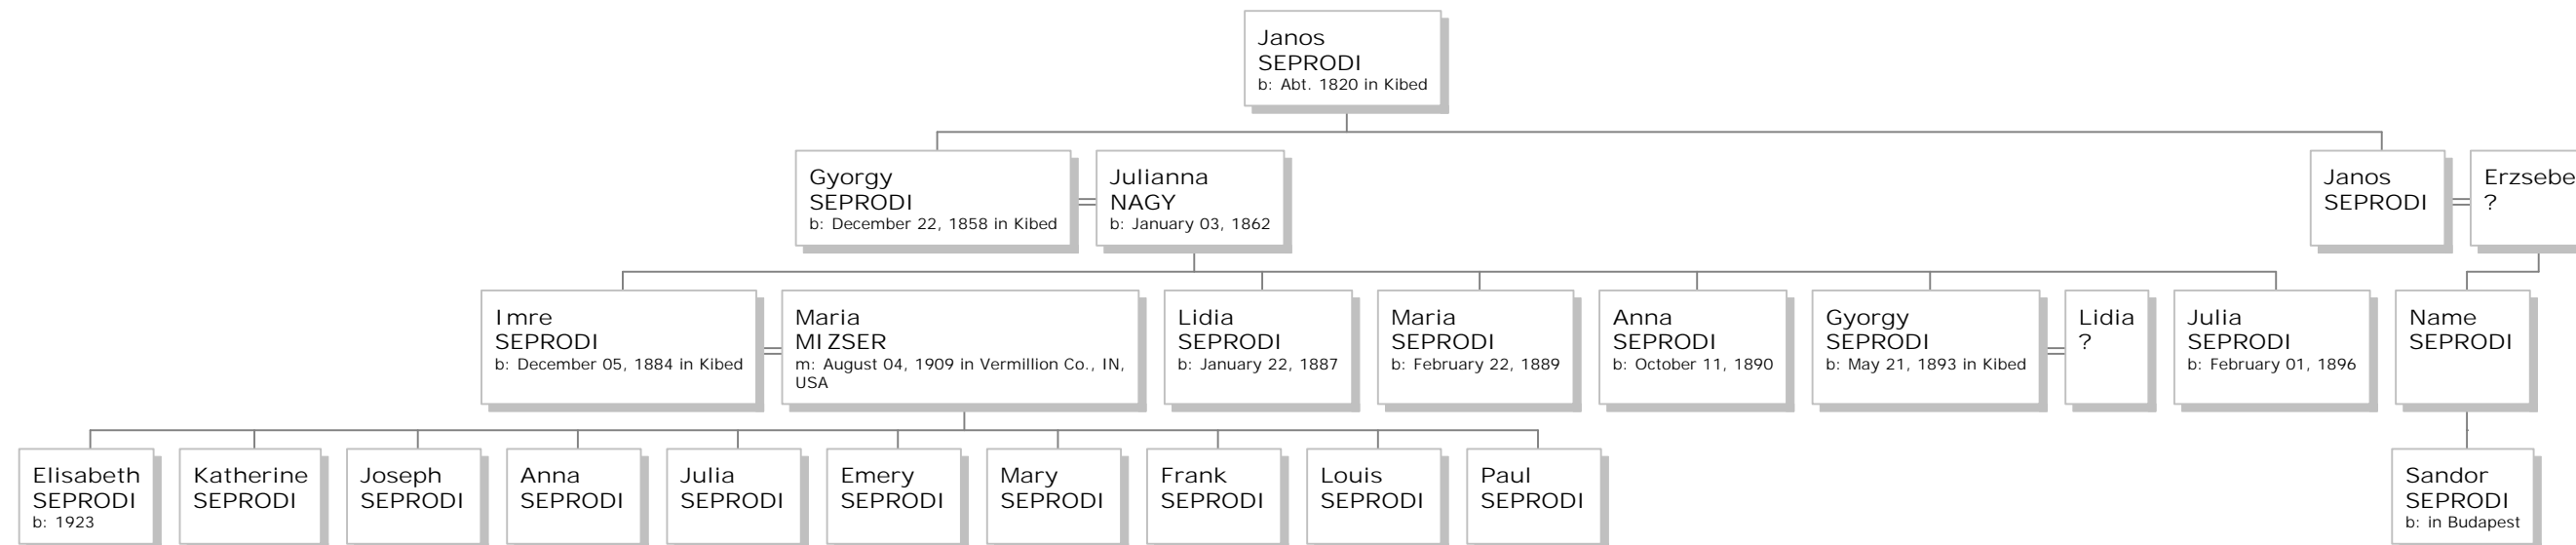 Janos
SEPRODI
b: Abt. 1820 in Kibed
Gyorgy
SEPRODI
b: December 22, 1858 in Kibed
Julianna
NAGY
b: January 03, 1862
Janos
SEPRODI
Erzsebe
?
Imre
SEPRODI
b: December 05, 1884 in Kibed
Maria
MIZSER
m: August 04, 1909 in Vermillion Co., IN,
USA
Lidia
SEPRODI
b: January 22, 1887
Maria
SEPRODI
b: February 22, 1889
Anna
SEPRODI
b: October 11, 1890
Gyorgy
SEPRODI
b: May 21, 1893 in Kibed
Lidia
?
Julia
SEPRODI
b: February 01, 1896
Name
SEPRODI
Elisabeth
SEPRODI
b: 1923
Katherine
SEPRODI
Joseph
SEPRODI
Anna
SEPRODI
Julia
SEPRODI
Emery
SEPRODI
Mary
SEPRODI
Frank
SEPRODI
Louis
SEPRODI
Paul
SEPRODI
Sandor
SEPRODI
b: in Budapest